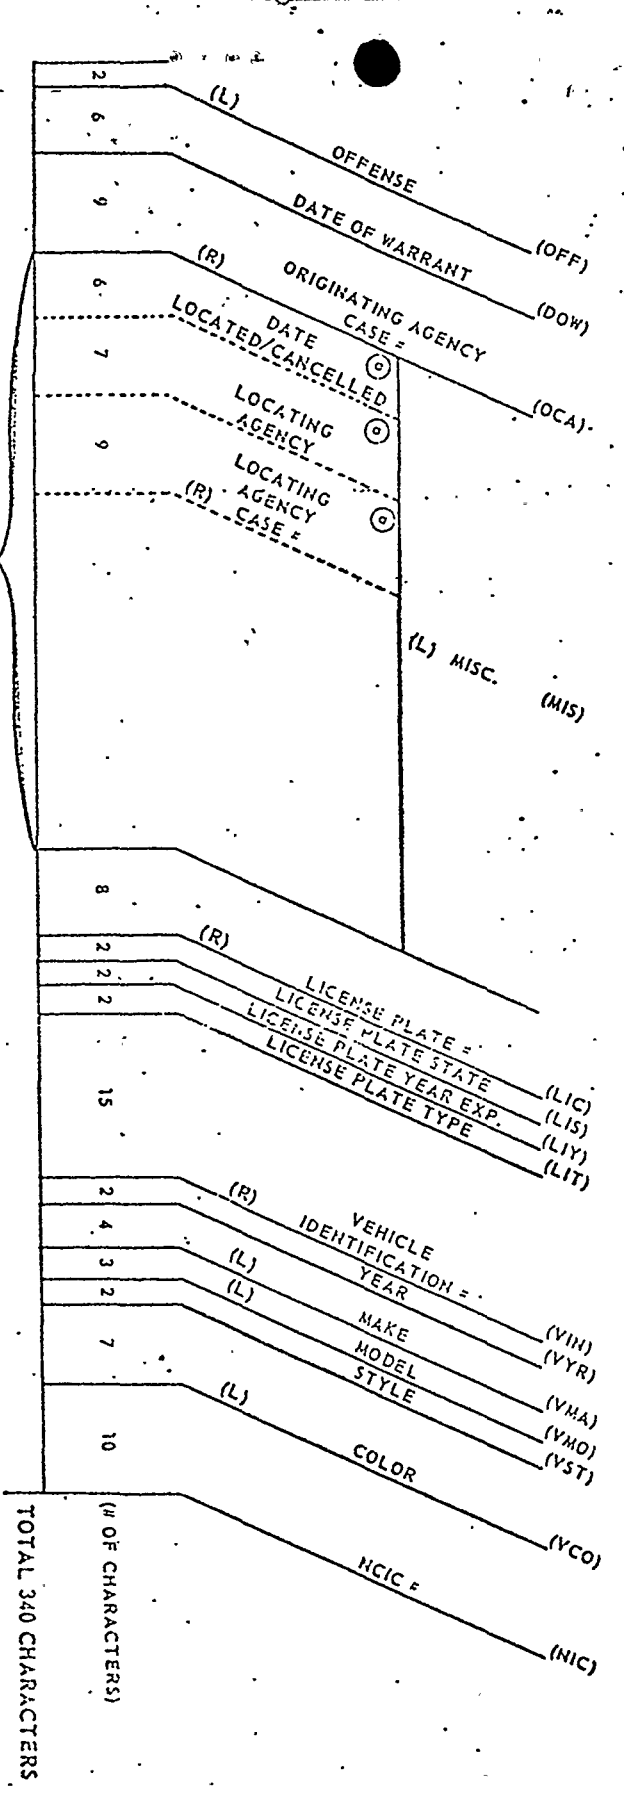 2
(L)
OFFENSE
(OFF)
6
DATE OF WARRANT
(DOW)
9
(R)
ORIGINATING AGENCY
CASE =
(OCA)
6
DATE
LOCATED/CANCELLED
7
LOCATING
AGENCY
9
(R)
LOCATING
AGENCY
CASE =
(L) MISC. (MIS)
8
(R)
LICENSE PLATE =
(LIC)
2
LICENSE PLATE STATE
(LIS)
2
LICENSE PLATE YEAR EXP.
(LIY)
2
LICENSE PLATE TYPE
(LIT)
15
(R)
VEHICLE
IDENTIFICATION =
(VIN)
2
YEAR
(VYR)
4
(L)
MAKE
(VMA)
3
(L)
MODEL
(VMO)
2
STYLE
(VST)
7
(L)
COLOR
(VCO)
10
NCIC =
(NIC)
(# OF CHARACTERS)
TOTAL 340 CHARACTERS